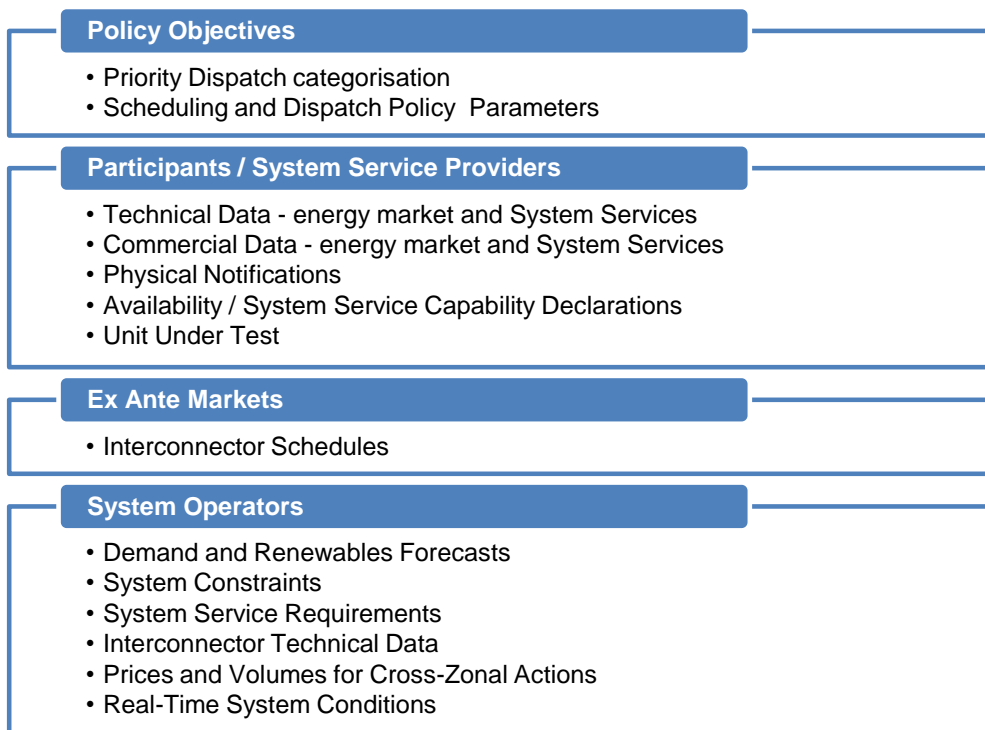 Policy Objectives
• Priority Dispatch categorisation
• Scheduling and Dispatch Policy  Parameters
Participants / System Service Providers
• Technical Data - energy market and System Services
• Commercial Data - energy market and System Services
• Physical Notifications
• Availability / System Service Capability Declarations
• Unit Under Test
Ex Ante Markets
• Interconnector Schedules
System Operators
• Demand and Renewables Forecasts
• System Constraints
• System Service Requirements
• Interconnector Technical Data
• Prices and Volumes for Cross-Zonal Actions
• Real-Time System Conditions